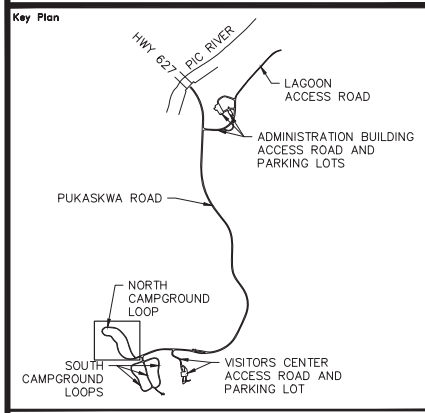 Key Plan
HWY 627
PIC RIVER
LAGOON
ACCESS ROAD
ADMINISTRATION BUILDING
ACCESS ROAD AND
PARKING LOTS
PUKASKWA ROAD
NORTH
CAMPGROUND
LOOP
SOUTH
CAMPGROUND
LOOPS
VISITORS CENTER
ACCESS ROAD AND
PARKING LOT